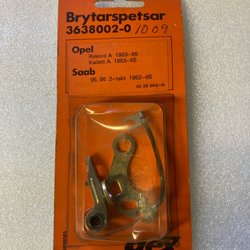 Brytarspetsar
3638002-0 1009
Opel
Rekord A 1963-65
Kadett A 1963-65
Saab
95, 96 2-takt 1963-65
36 38 002-0